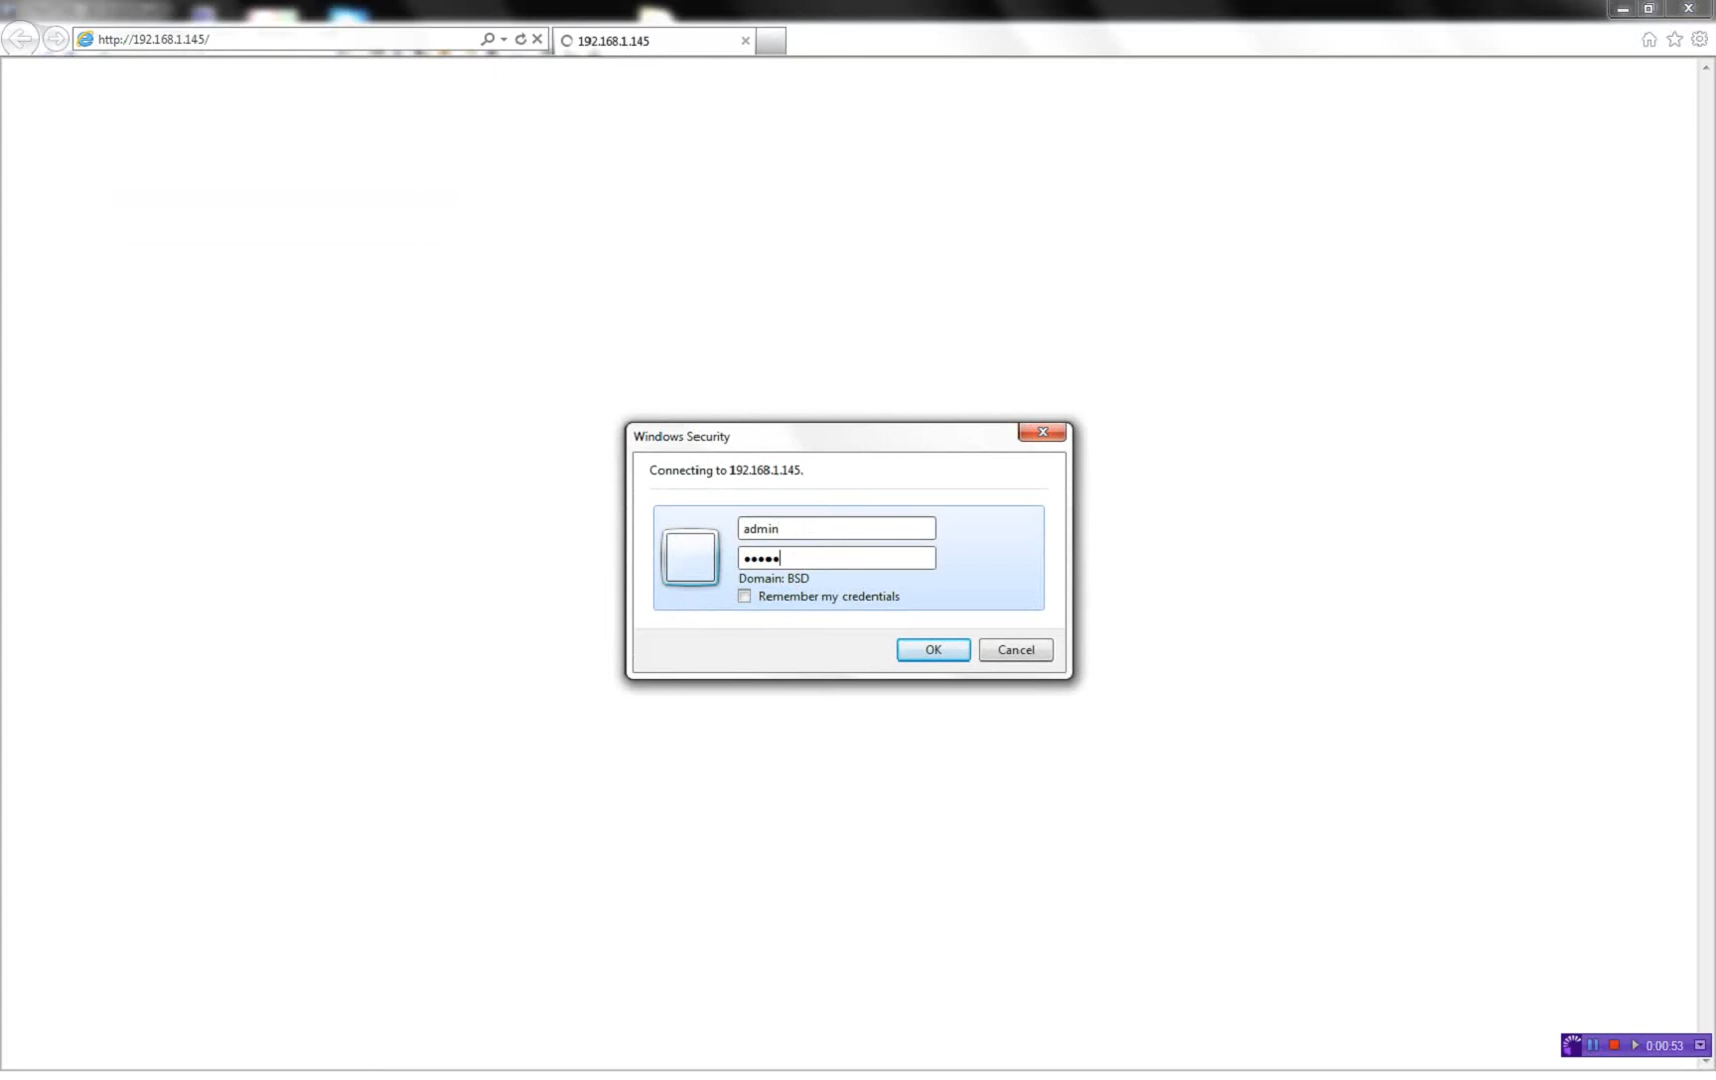 http://192.168.1.145/
192.168.1.145
Windows Security
Connecting to 192.168.1.145.
admin
•••••
Domain: BSD
Remember my credentials
OK
Cancel
0:00:53